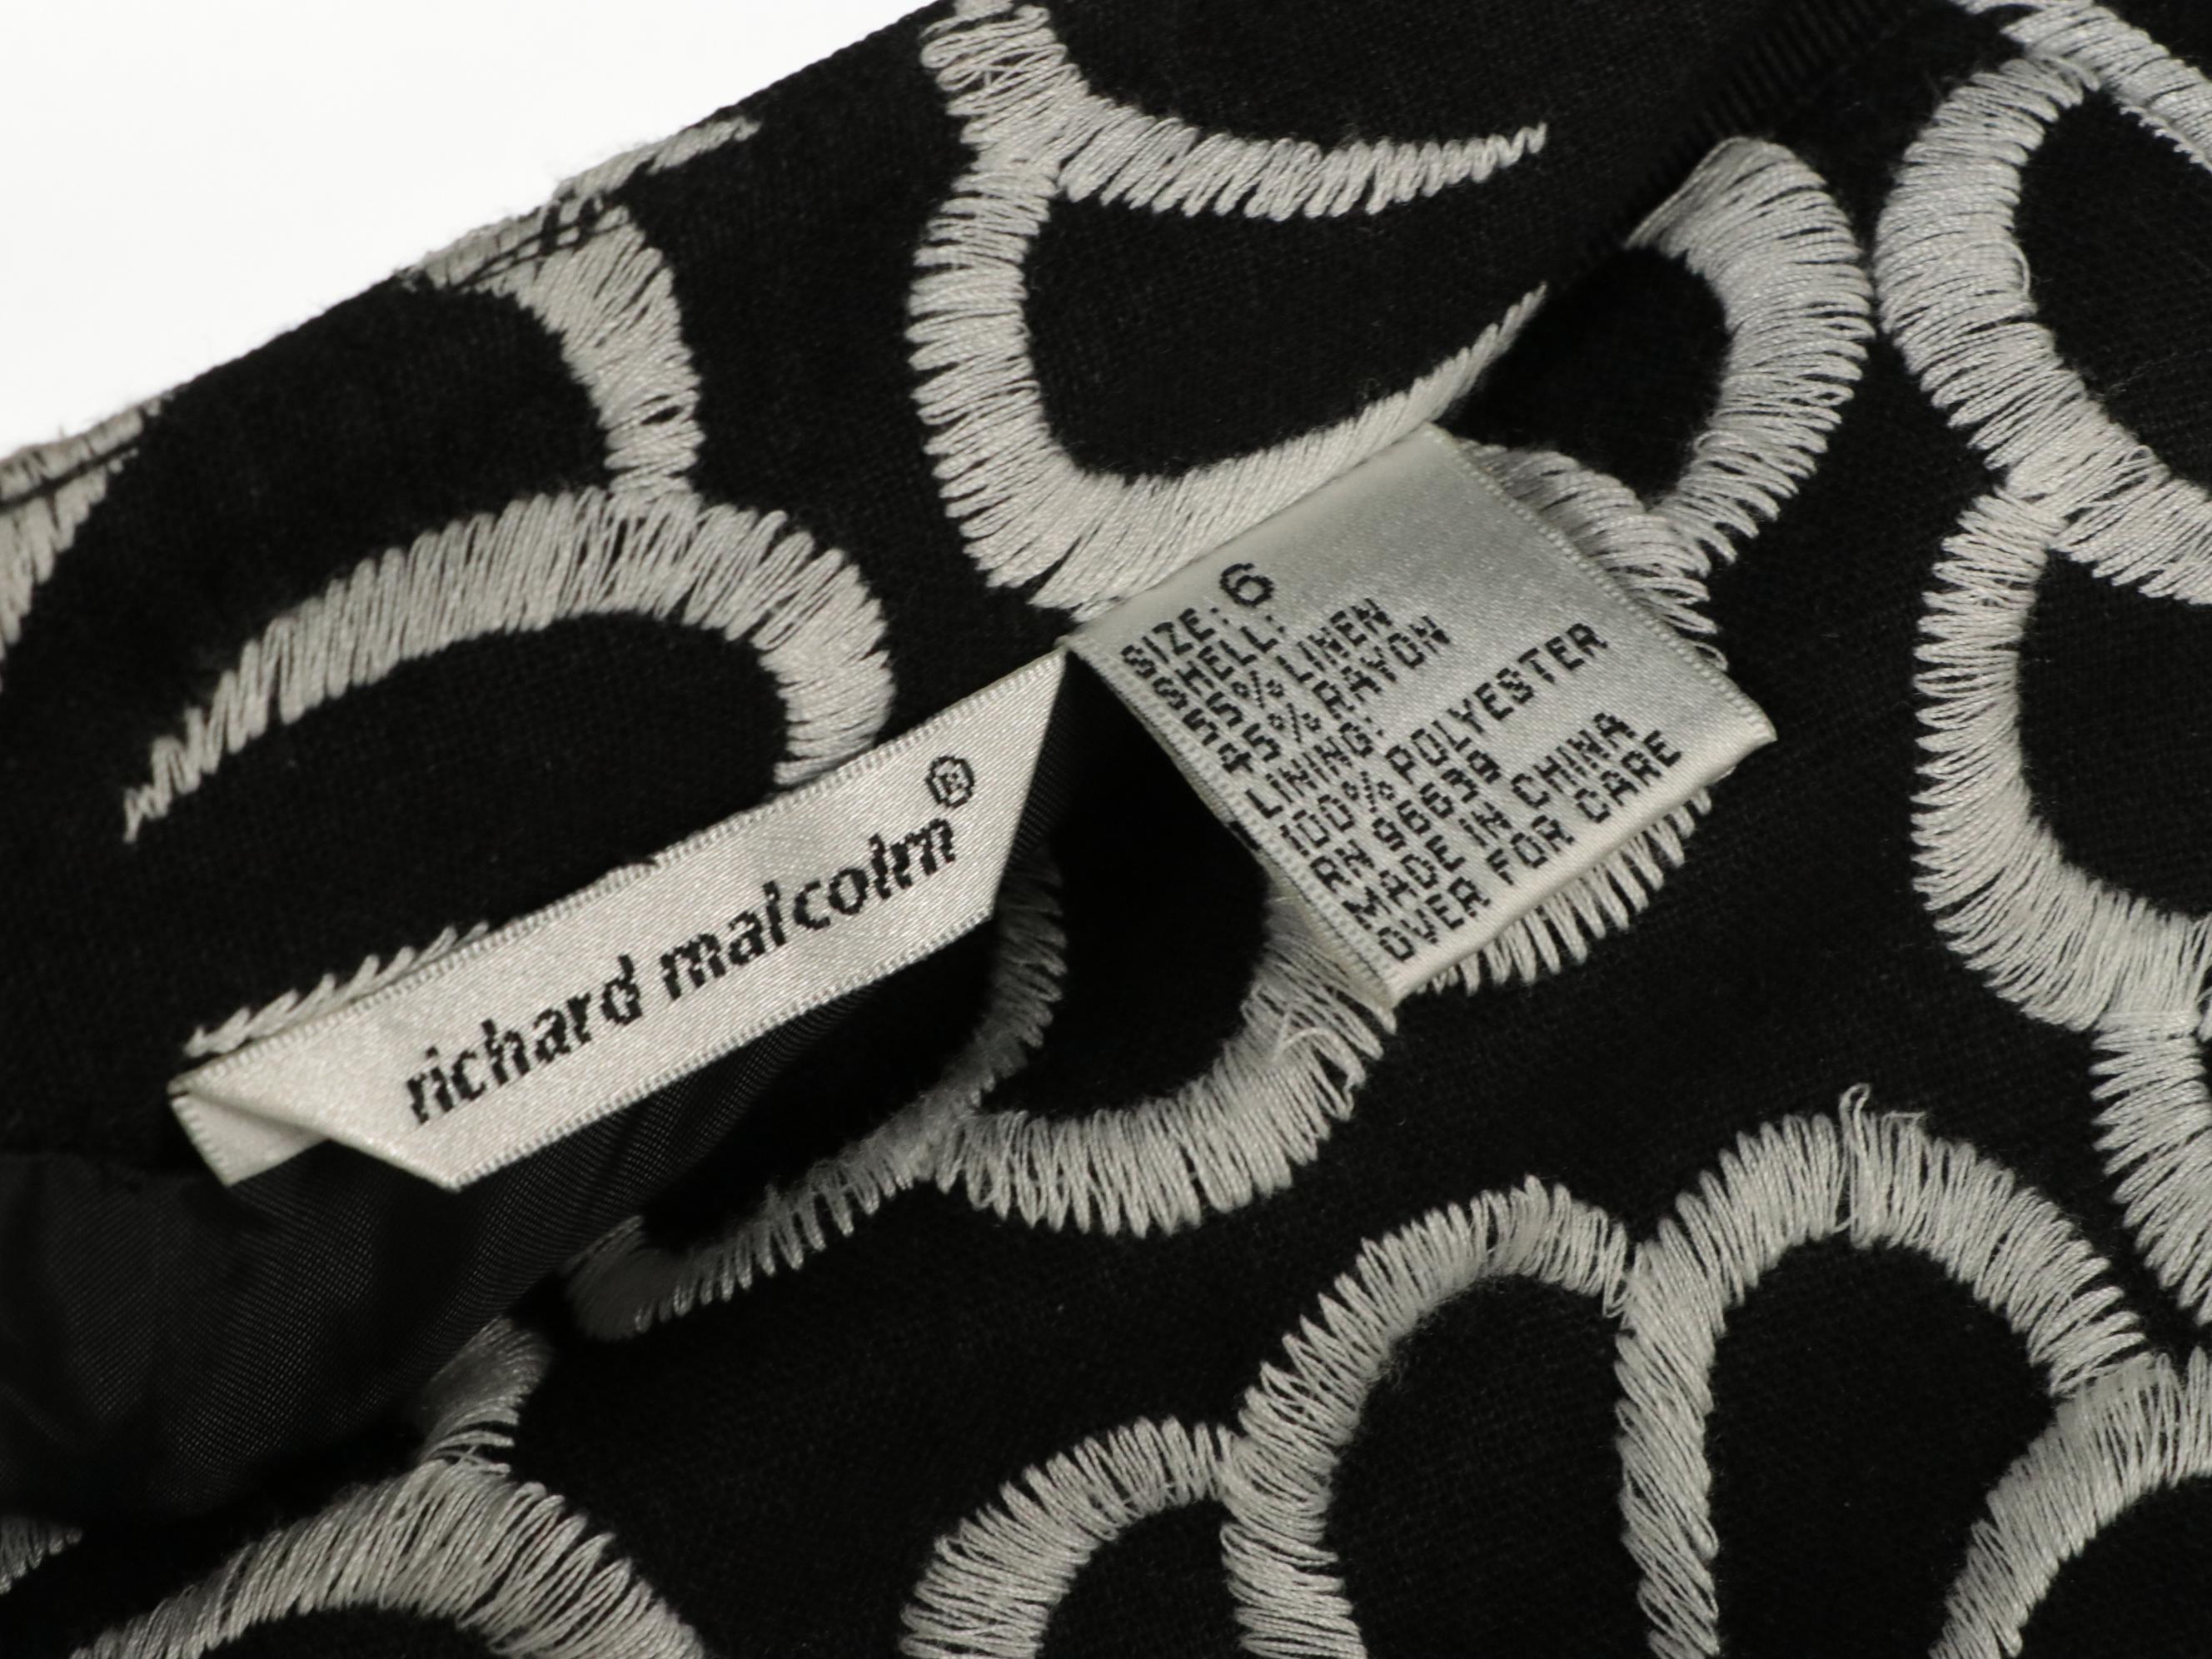 richard malcolm®
SIZE: 6
SHELL:
55% LINEN
45% RAYON
LINING:
100% POLYESTER
RN 96639
MADE IN CHINA
OVER FOR CARE